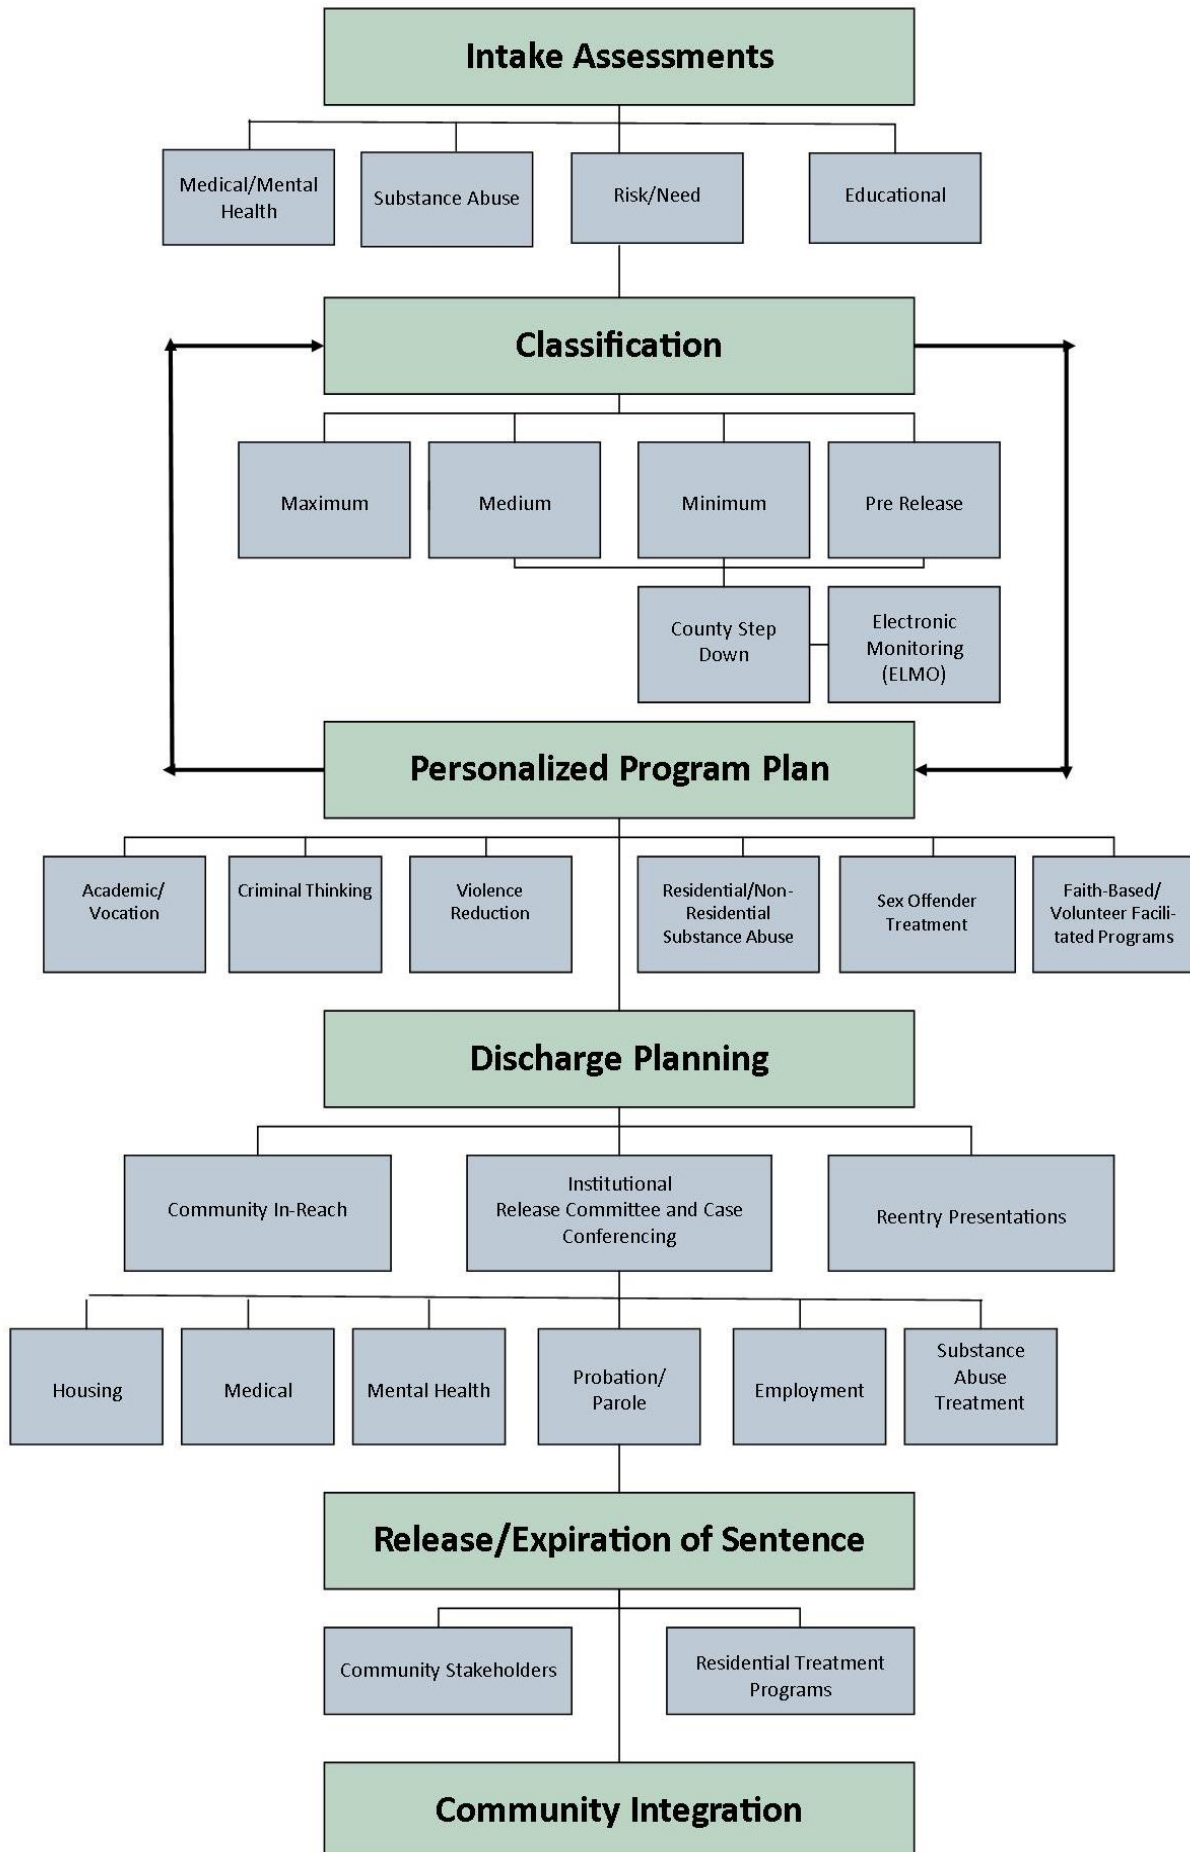 Intake Assessments
Medical/Mental
Health
Substance Abuse
Risk/Need
Educational
Classification
Maximum
Medium
Minimum
Pre Release
County Step
Down
Electronic
Monitoring
(ELMO)
Personalized Program Plan
Academic/
Vocation
Criminal Thinking
Violence
Reduction
Residential/Non-
Residential
Substance Abuse
Sex Offender
Treatment
Faith-Based/
Volunteer Facili-
tated Programs
Discharge Planning
Community In-Reach
Institutional
Release Committee and Case
Conferencing
Reentry Presentations
Housing
Medical
Mental Health
Probation/
Parole
Employment
Substance
Abuse
Treatment
Release/Expiration of Sentence
Community Stakeholders
Residential Treatment
Programs
Community Integration